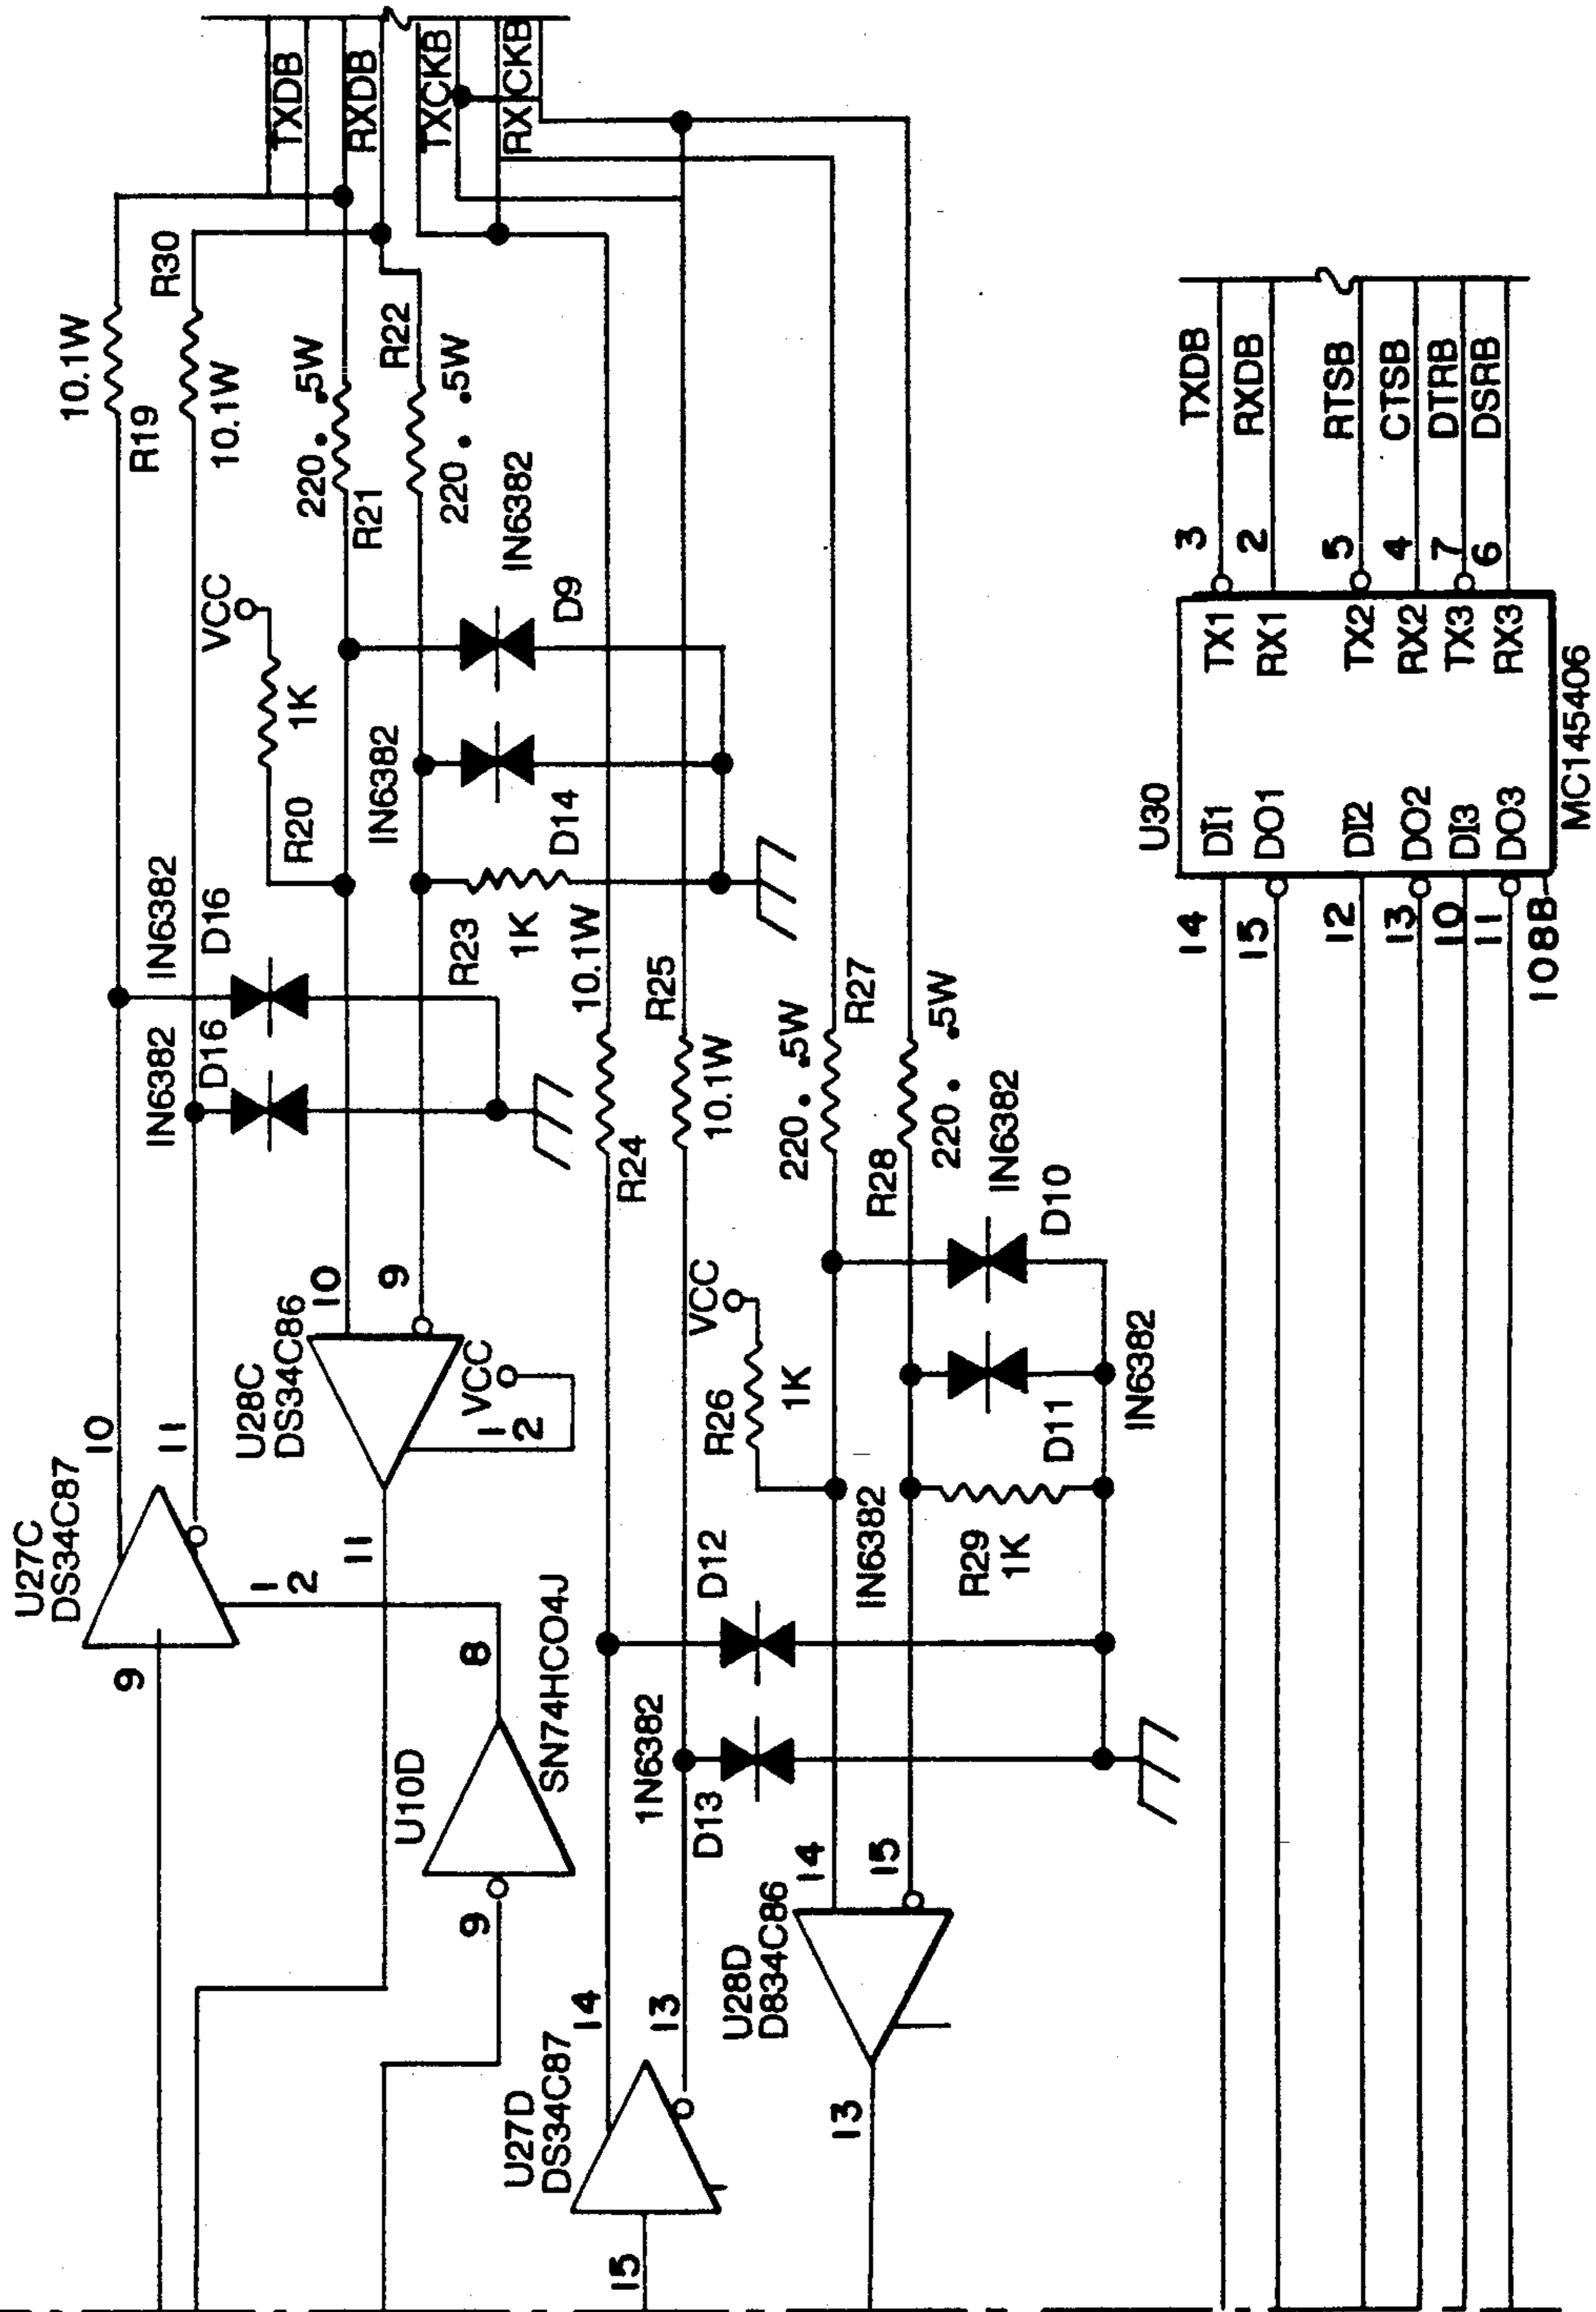 TXDB
RXDB
TXCKB
RXCKB
10.1W
R19
R30
10.1W
220 . .5W
R21
R22
220 . .5W
IN6382
D9
VCC
1K
R20
IN6382
D14
R23
1K
IN6382
D16
IN6382
D16
10.1W
R24
R25
10.1W
R27
220 . .5W
R28
220 . .5W
IN6382
D10
VCC
R26
1K
D11
IN6382
IN6382
R29
1K
D12
1N6382
D13
U27C
DS34C87
10
11
9
1
2
U28C
DS34C86
10
9
VCC
1
2
11
U10D
SN74HCO4J
8
9
U27D
DS34C87
14
13
15
U28D
D834C86
14
15
13
TXDB
RXDB
RTSB
CTSB
DTRB
DSRB
3
2
5
4
7
6
U30
TX1
RX1
TX2
RX2
TX3
RX3
DI1
DO1
DI2
DO2
DI3
DO3
MC145406
14
15
12
13
10
11
108B